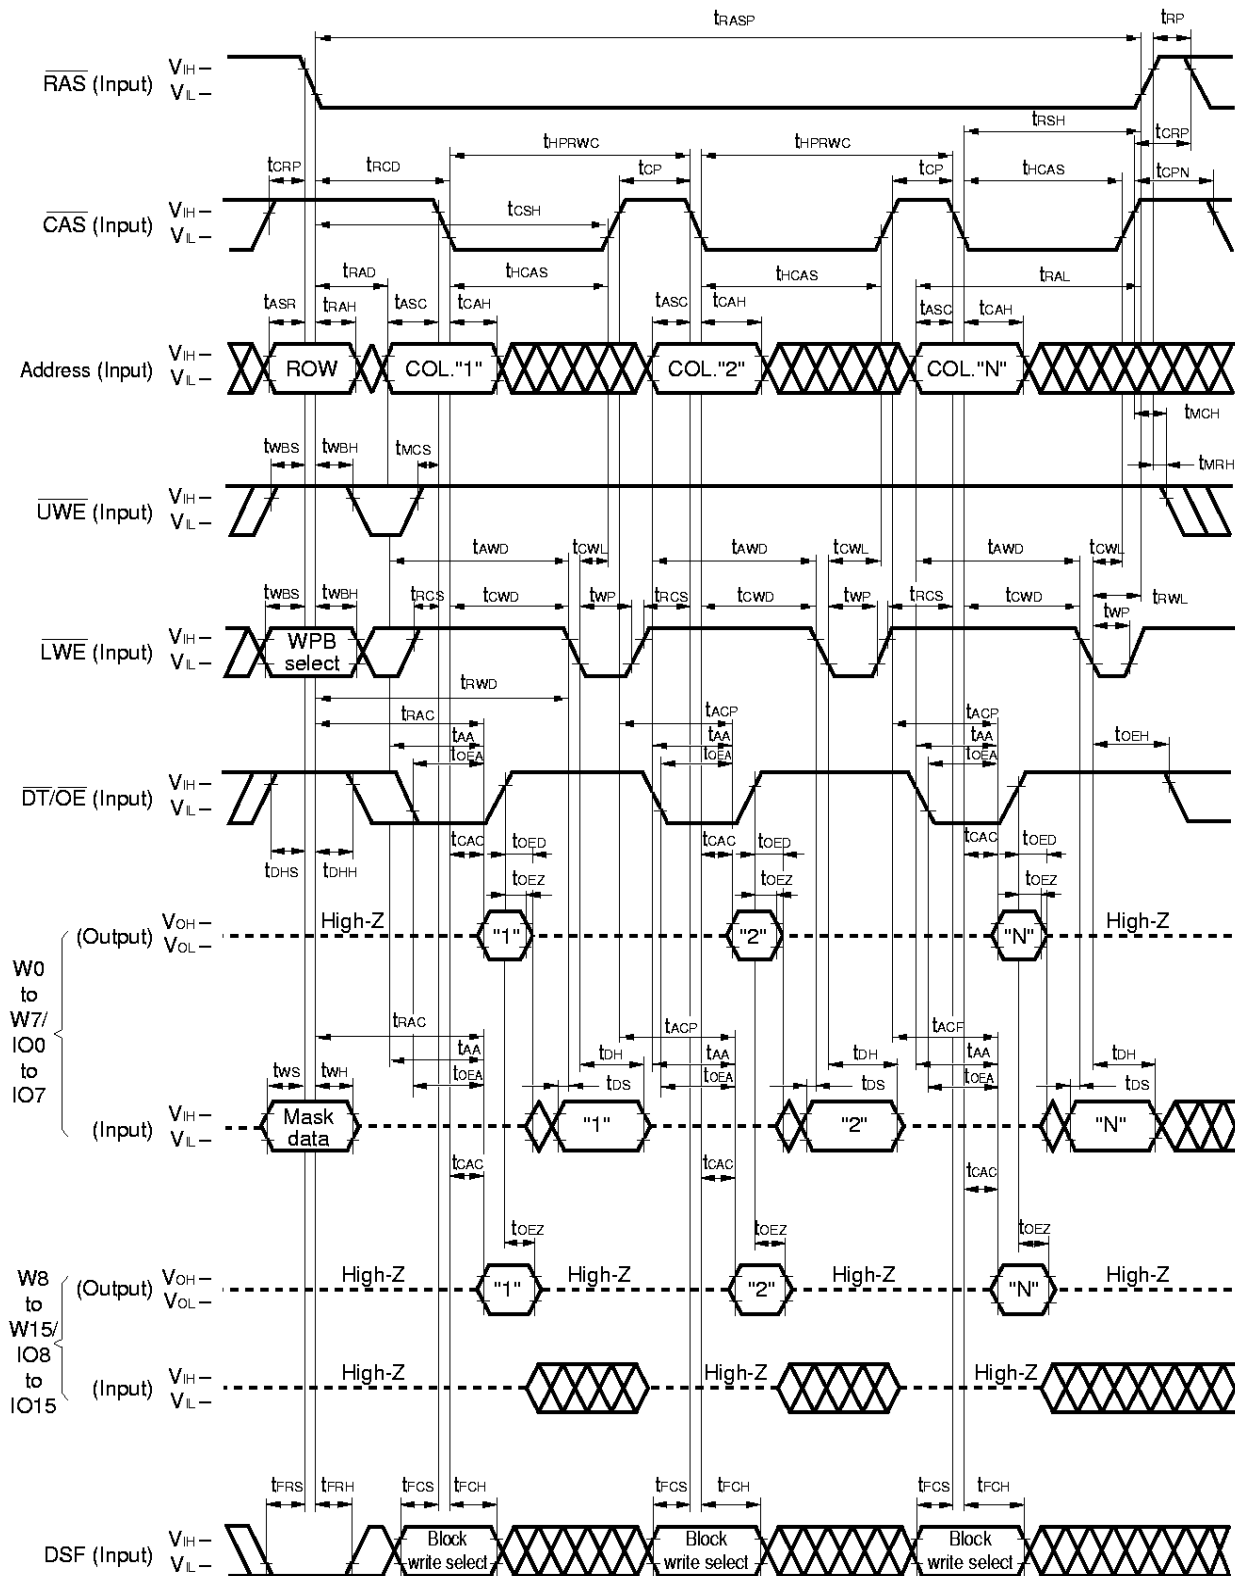 tRASP tRP
RAS (Input) VIH VIL
tRSH
tHPRWC tHPRWC tCRP
tCRP tRCD tCP tCP tHCAS tCPN
CAS (Input) VIH VIL
tCSH
tRAD tHCAS tHCAS tRAL
tASR tRAH tASC tCAH tASC tCAH tASC tCAH
Address (Input) VIH VIL ROW COL."1" COL."2" COL."N"
tMCH
tWBS tWBH tMCS tMRH
UWE (Input) VIH VIL
tAWD tCWL tAWD tCWL tAWD tCWL
tWBS tWBH tRCS tCWD tWP tRCS tCWD tWP tRCS tCWD tRWL
tWP
LWE (Input) VIH VIL WPB select
tRWD
tRAC tACP tACP
tAA tAA tAA tOEH
tOEA tOEA tOEA
DT/OE (Input) VIH VIL
tCAC tOED tCAC tOED tCAC tOED
tDHS tDHH tOEZ tOEZ tOEZ
W0 to W7/ IO0 to IO7
(Output) VOH VOL High-Z "1" "2" "N" High-Z
tRAC tACP tACP
tAA tDH tAA tDH tAA tDH
tWS tWH tOEA tDS tOEA tDS tOEA tDS
(Input) VIH VIL Mask data "1" "2" "N"
tCAC tCAC tCAC
tOEZ tOEZ tOEZ
W8 to W15/ IO8 to IO15
(Output) VOH VOL High-Z "1" High-Z "2" High-Z "N" High-Z
(Input) VIH VIL High-Z High-Z High-Z
tFRS tFRH tFCS tFCH tFCS tFCH tFCS tFCH
DSF (Input) VIH VIL Block write select Block write select Block write select